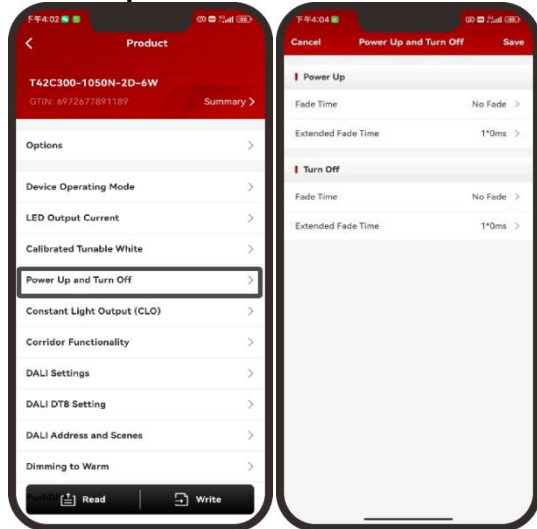 下午4:02
Product
T42C300-1050N-2D-6W
GTIN: 6972677891189
Summary >
Options >
Device Operating Mode >
LED Output Current >
Calibrated Tunable White >
Power Up and Turn Off >
Constant Light Output (CLO) >
Corridor Functionality >
DALI Settings >
DALI DT8 Setting >
DALI Address and Scenes >
Dimming to Warm >
Read
Write
下午4:04
Cancel Power Up and Turn Off Save
Power Up
Fade Time No Fade >
Extended Fade Time 1*0ms >
Turn Off
Fade Time No Fade >
Extended Fade Time 1*0ms >